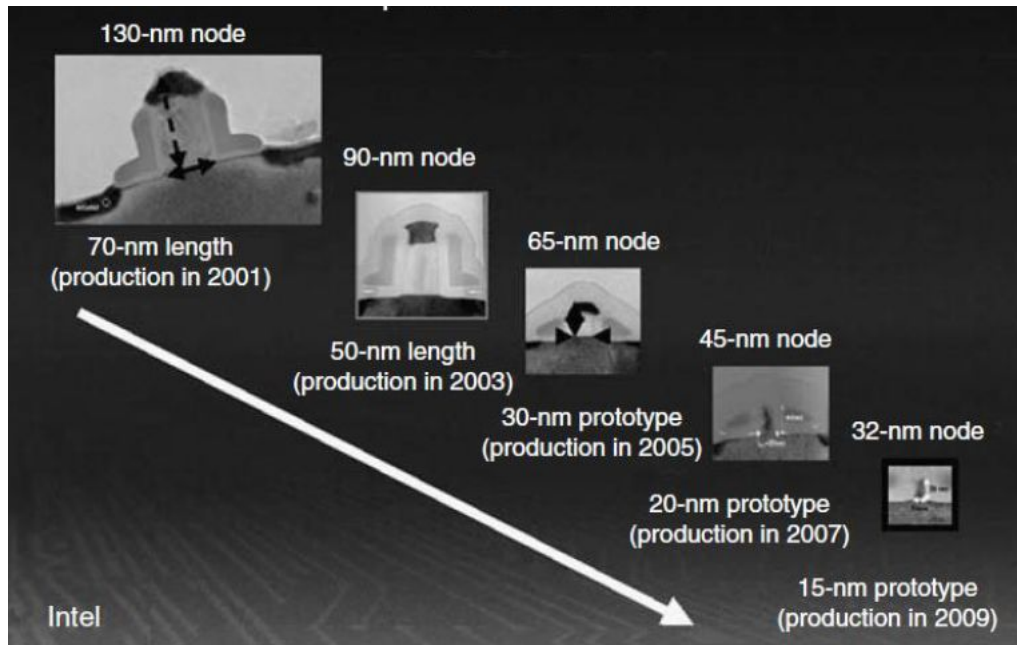 130-nm node
70-nm length
(production in 2001)
90-nm node
50-nm length
(production in 2003)
65-nm node
30-nm prototype
(production in 2005)
45-nm node
20-nm prototype
(production in 2007)
32-nm node
15-nm prototype
(production in 2009)
Intel